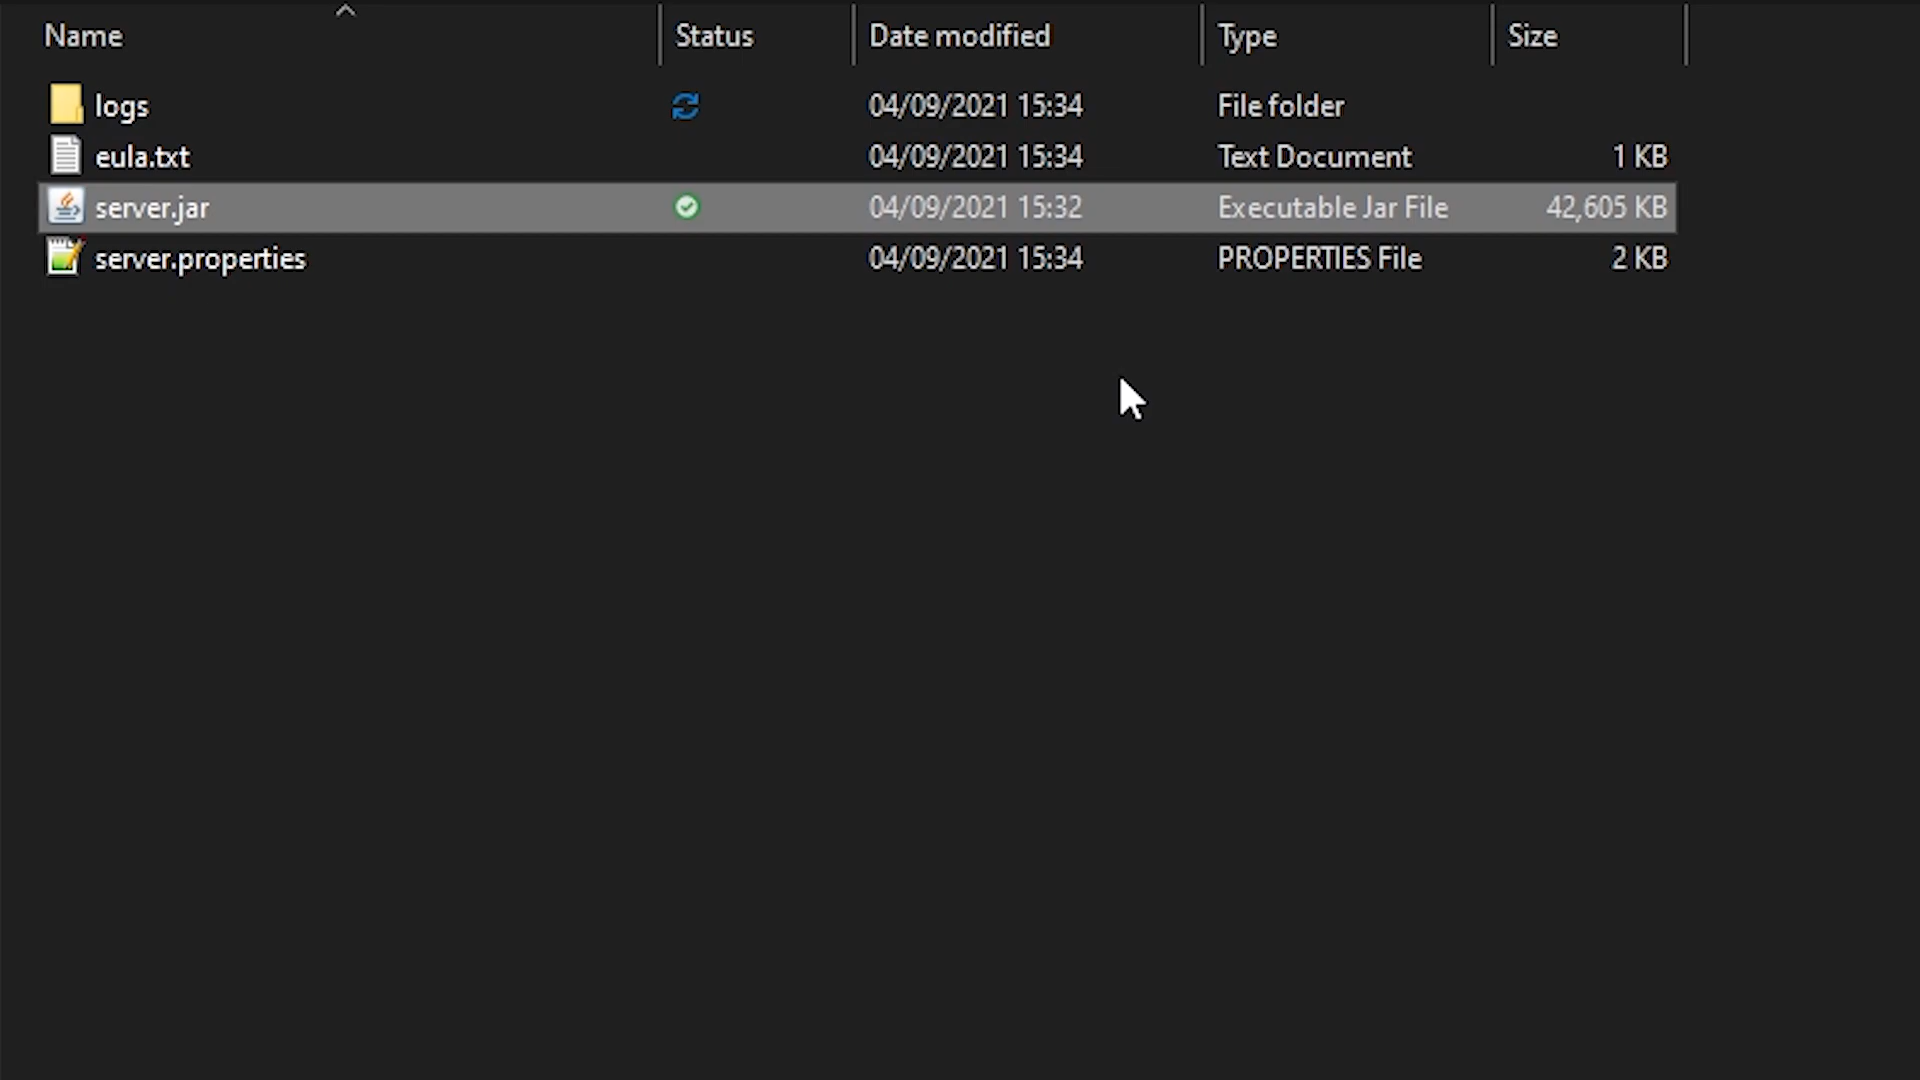 Name Status Date modified Type Size
logs 04/09/2021 15:34 File folder
eula.txt 04/09/2021 15:34 Text Document 1 KB
server.jar 04/09/2021 15:32 Executable Jar File 42,605 KB
server.properties 04/09/2021 15:34 PROPERTIES File 2 KB